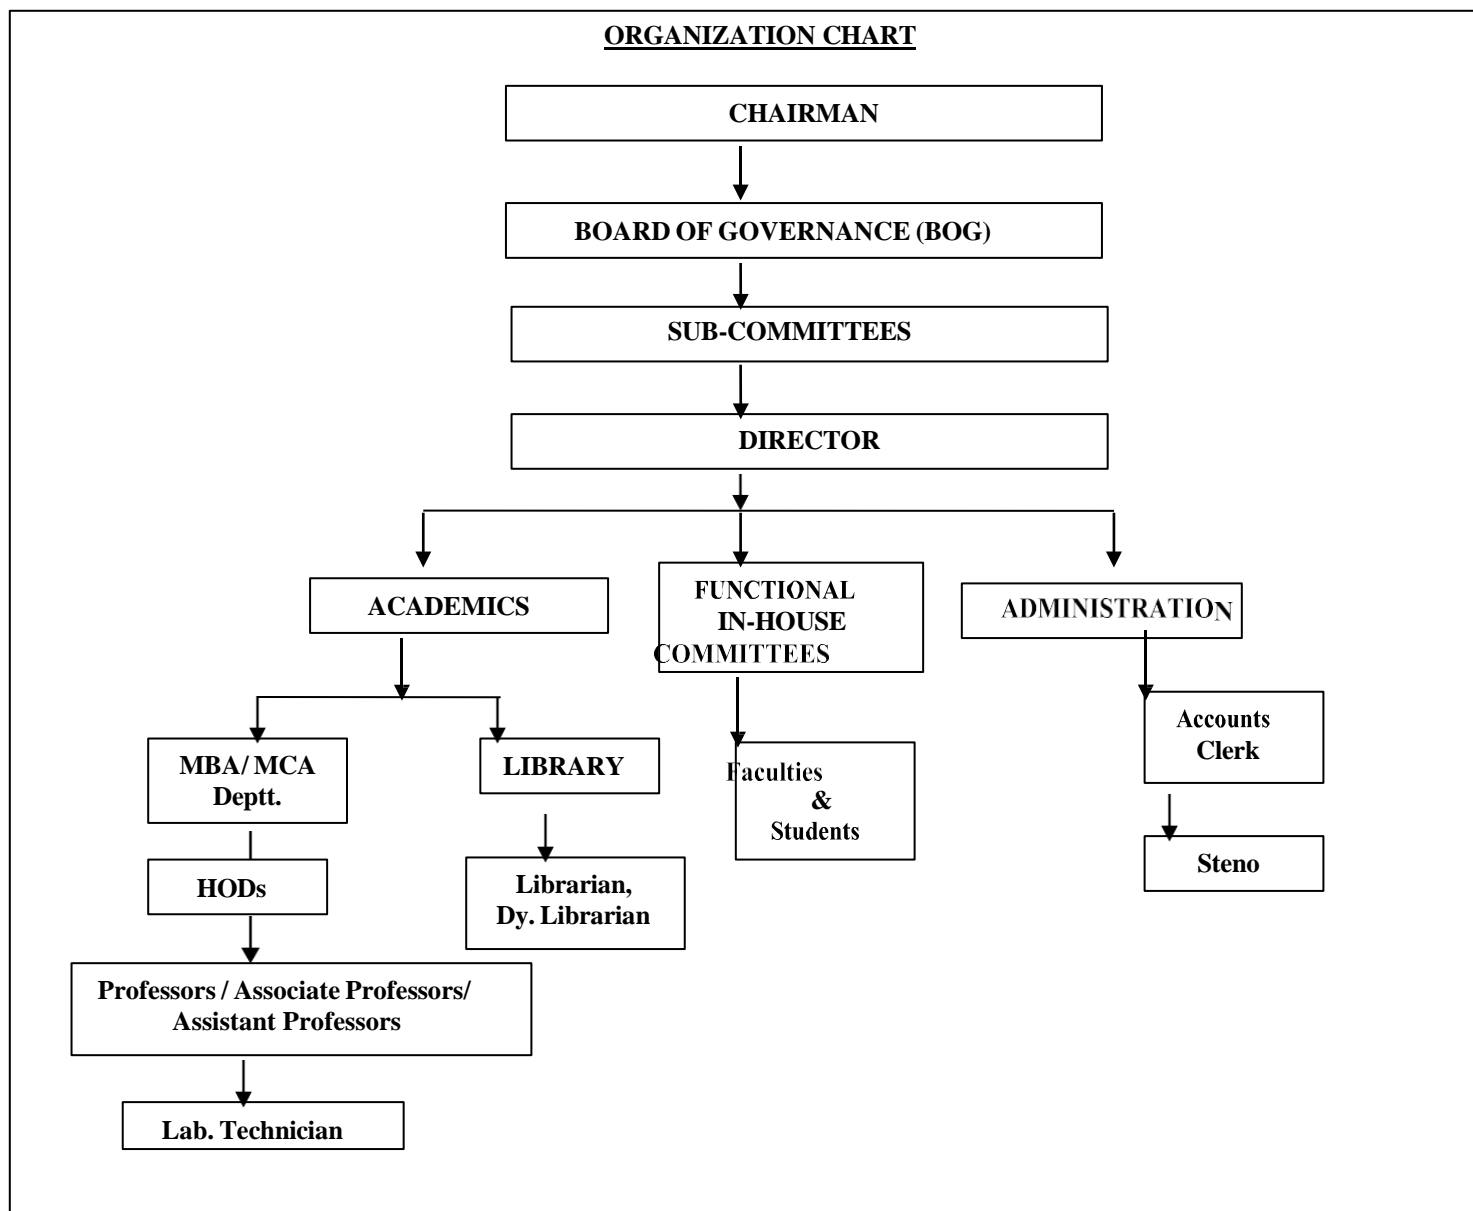 ORGANIZATION CHART
CHAIRMAN
BOARD OF GOVERNANCE (BOG)
SUB-COMMITTEES
DIRECTOR
ACADEMICS
FUNCTIONAL
IN-HOUSE
COMMITTEES
ADMINISTRATION
MBA/ MCA
Deptt.
LIBRARY
Faculties
&
Students
Accounts
Clerk
HODs
Librarian,
Dy. Librarian
Steno
Professors / Associate Professors/
Assistant Professors
Lab. Technician